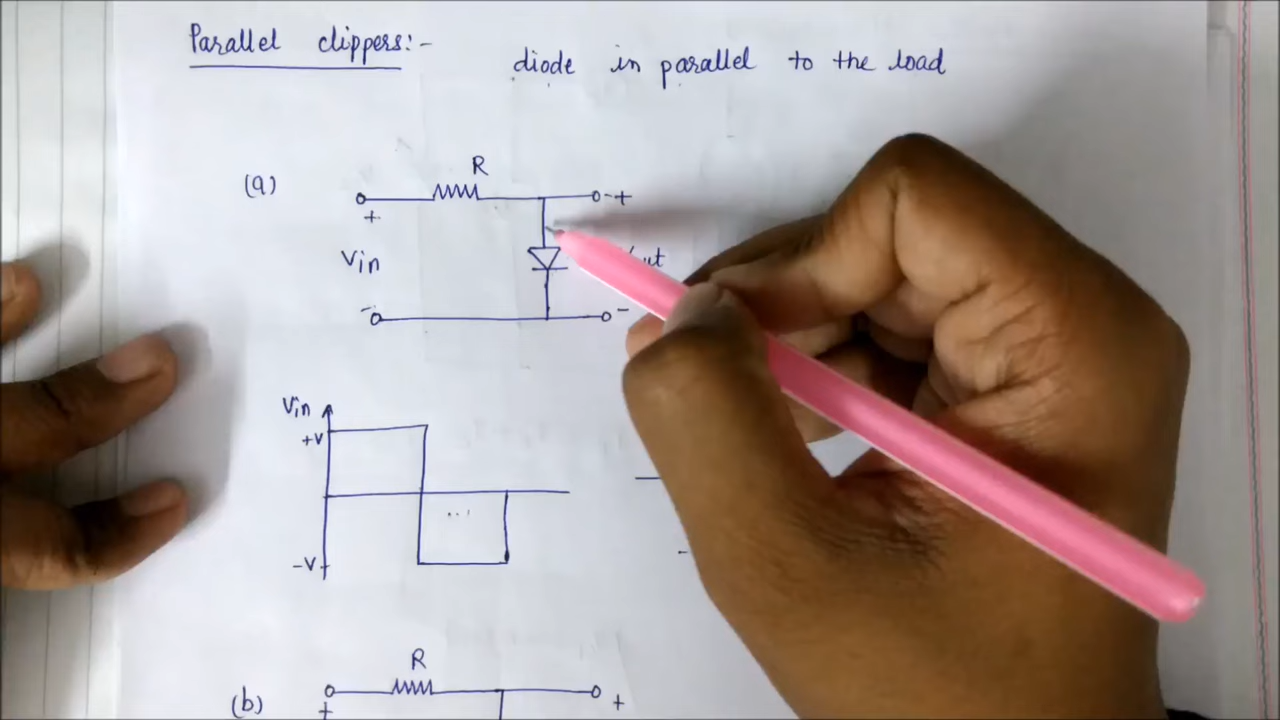 Parallel clippers:-
diode in parallel to the load
(a)
R
+
-+
Vin
-
-
Vin
+V
-V
(b)
R
+
+